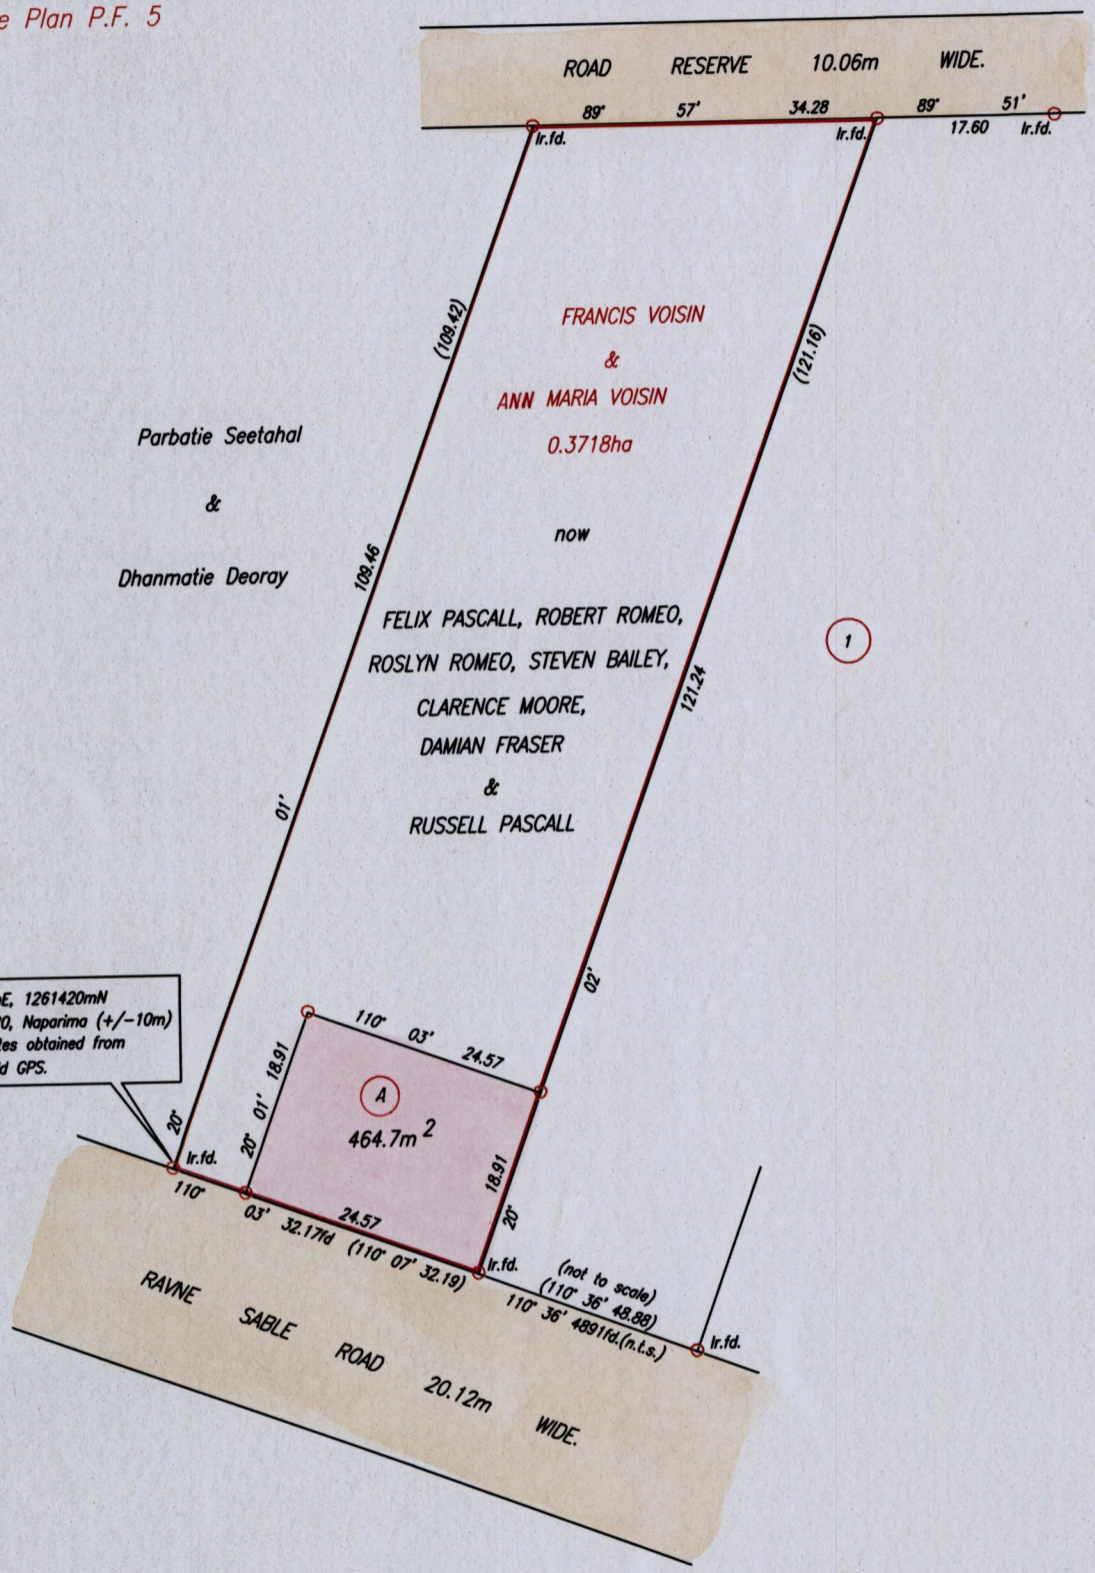 e Plan P.F. 5
ROAD RESERVE 10.06m WIDE.
89° 57' 34.28
89° 51'
17.60
Ir.fd.
Ir.fd.
Ir.fd.
(109.42)
109.46
01'
20°
(121.16)
121.24
02'
FRANCIS VOISIN
&
ANN MARIA VOISIN
0.3718ha
now
FELIX PASCALL, ROBERT ROMEO,
ROSLYN ROMEO, STEVEN BAILEY,
CLARENCE MOORE,
DAMIAN FRASER
&
RUSSELL PASCALL
Parbatie Seetahal
&
Dhanmatie Deoray
1
E, 1261420mN
0, Naparima (+/-10m)
tes obtained from
d GPS.
Ir.fd.
110° 03' 24.57
20° 01' 18.91
A
464.7m 2
18.91
20°
24.57
110° 03' 32.17fd (110° 07' 32.19)
Ir.fd.
(not to scale)
(110° 36' 48.88)
110° 36' 4891fd.(n.t.s.)
Ir.fd.
RAVNE SABLE ROAD 20.12m WIDE.